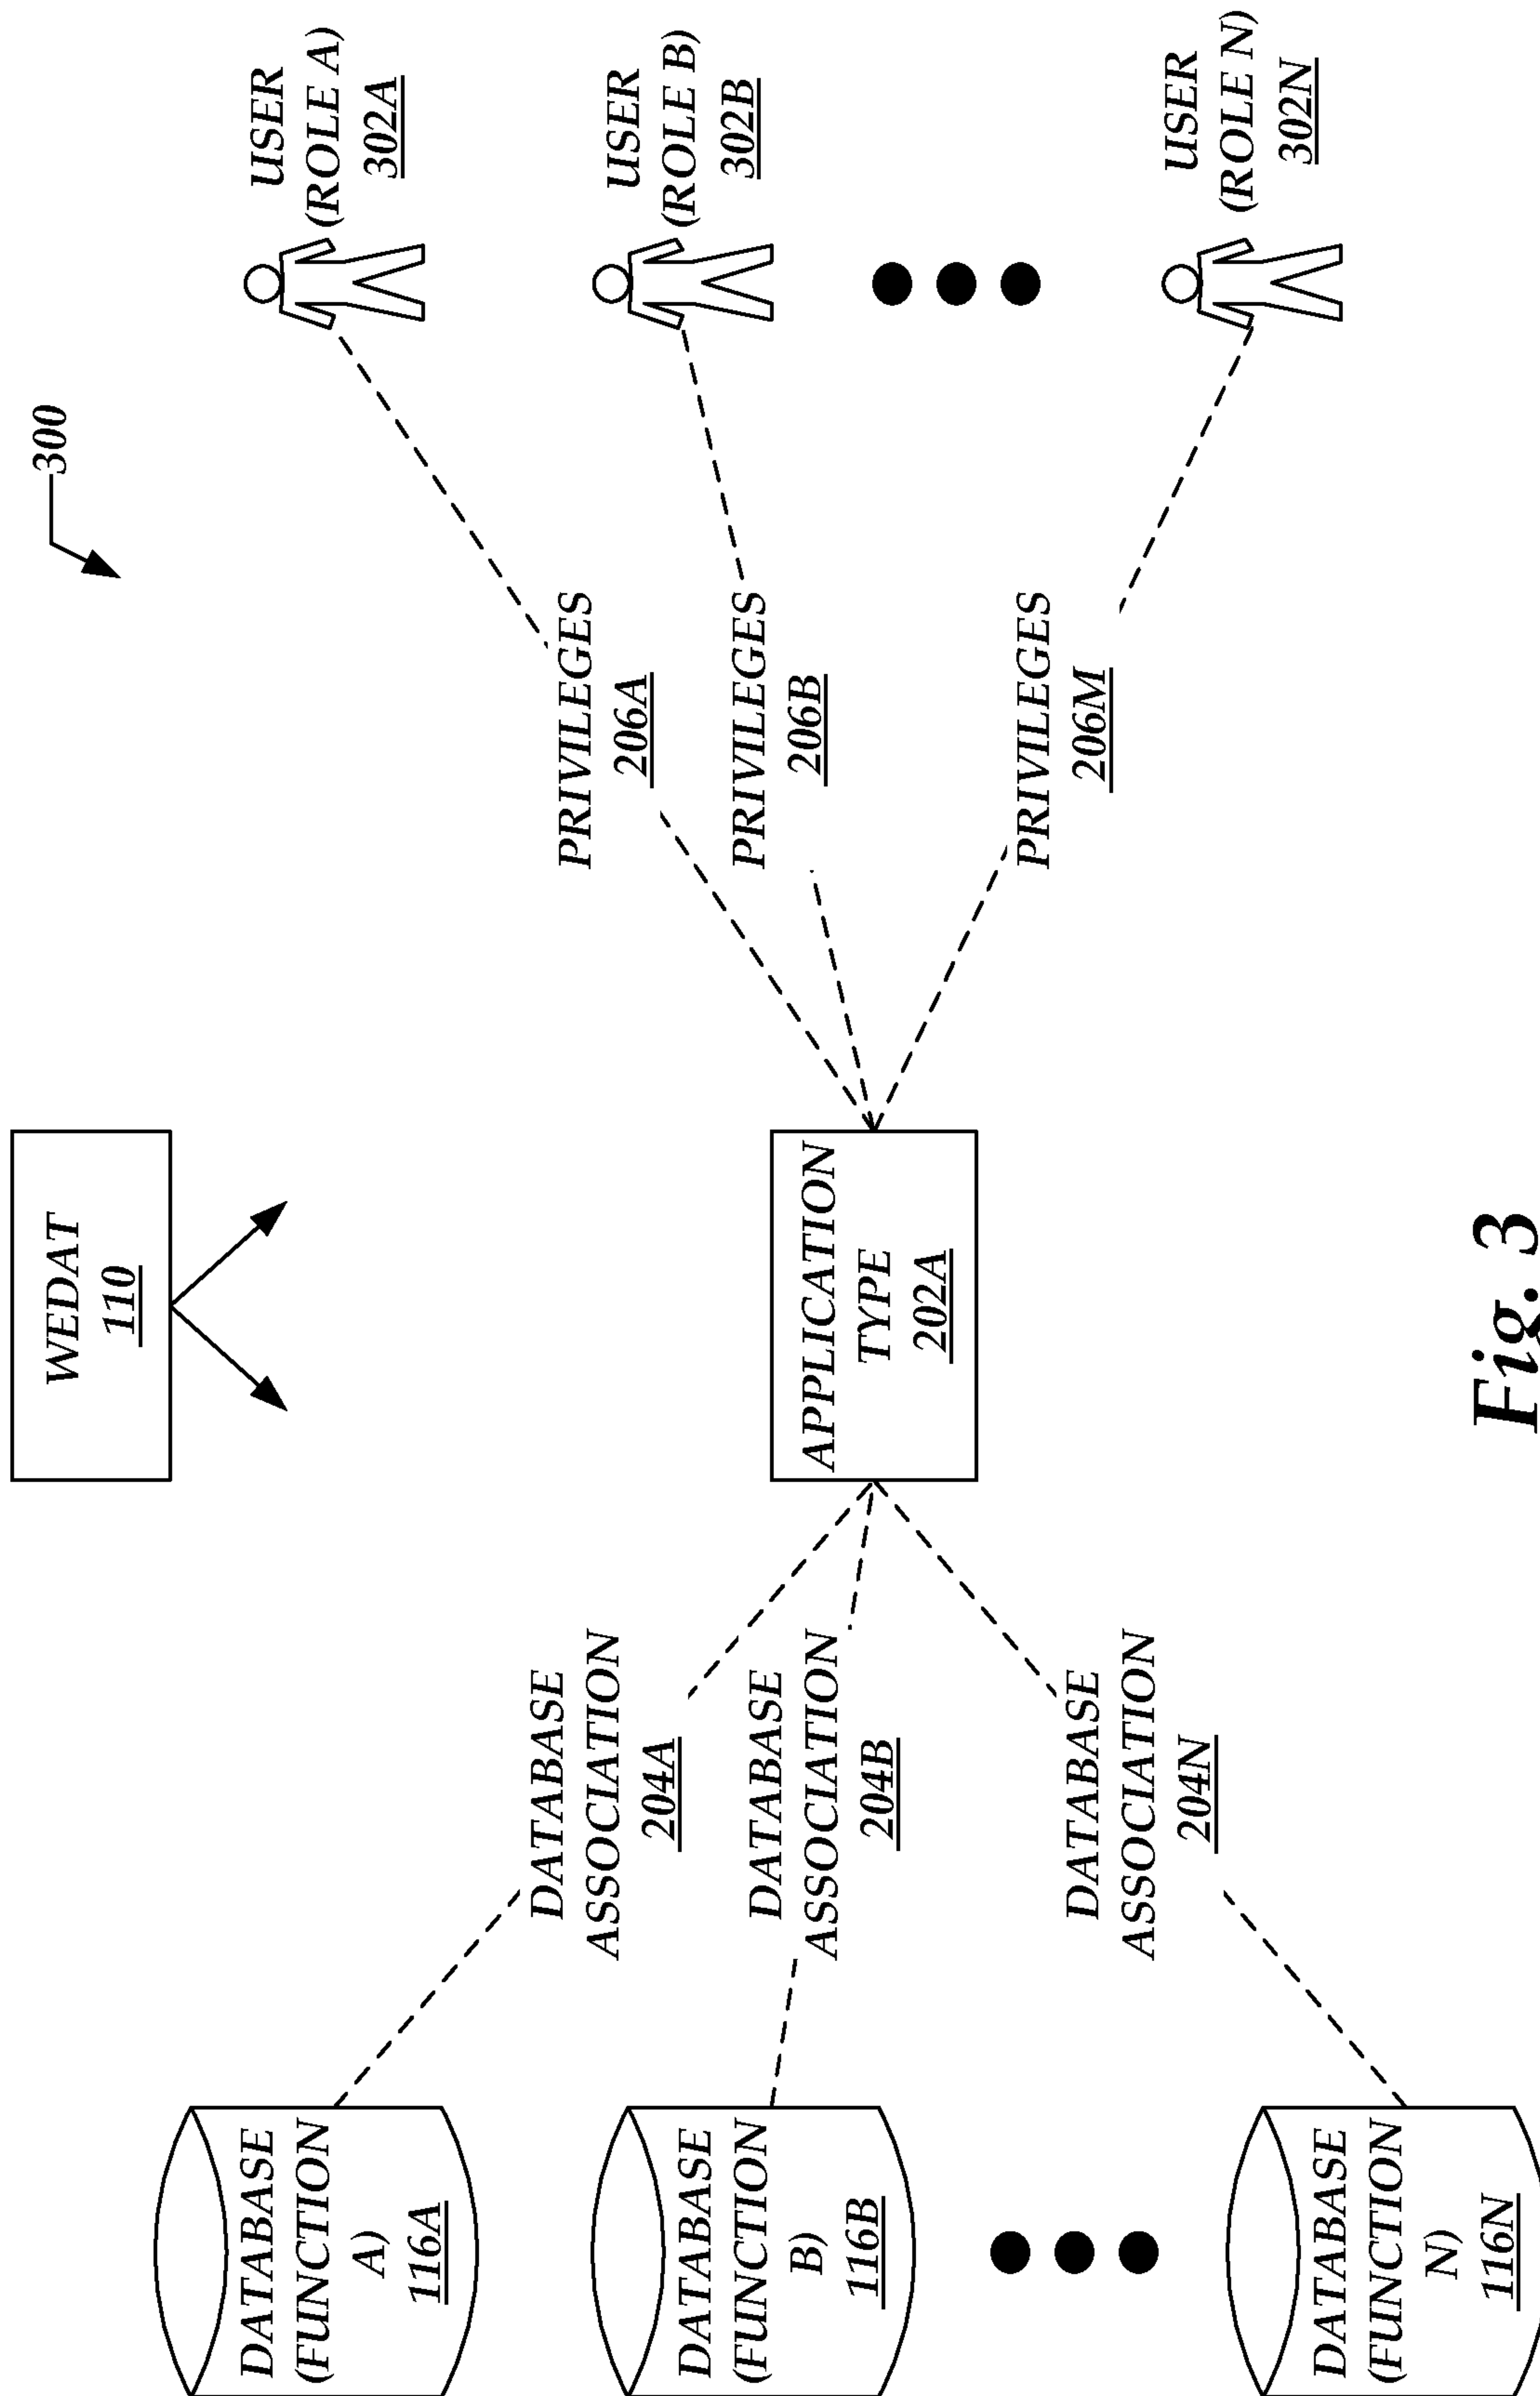 300
WEDAT
110
DATABASE
(FUNCTION
A)
116A
DATABASE
ASSOCIATION
204A
PRIVILEGES
206A
USER
(ROLE A)
302A
DATABASE
(FUNCTION
B)
116B
DATABASE
ASSOCIATION
204B
APPLICATION
TYPE
202A
PRIVILEGES
206B
USER
(ROLE B)
302B
DATABASE
(FUNCTION
N)
116N
DATABASE
ASSOCIATION
204N
PRIVILEGES
206M
USER
(ROLE N)
302N
Fig. 3